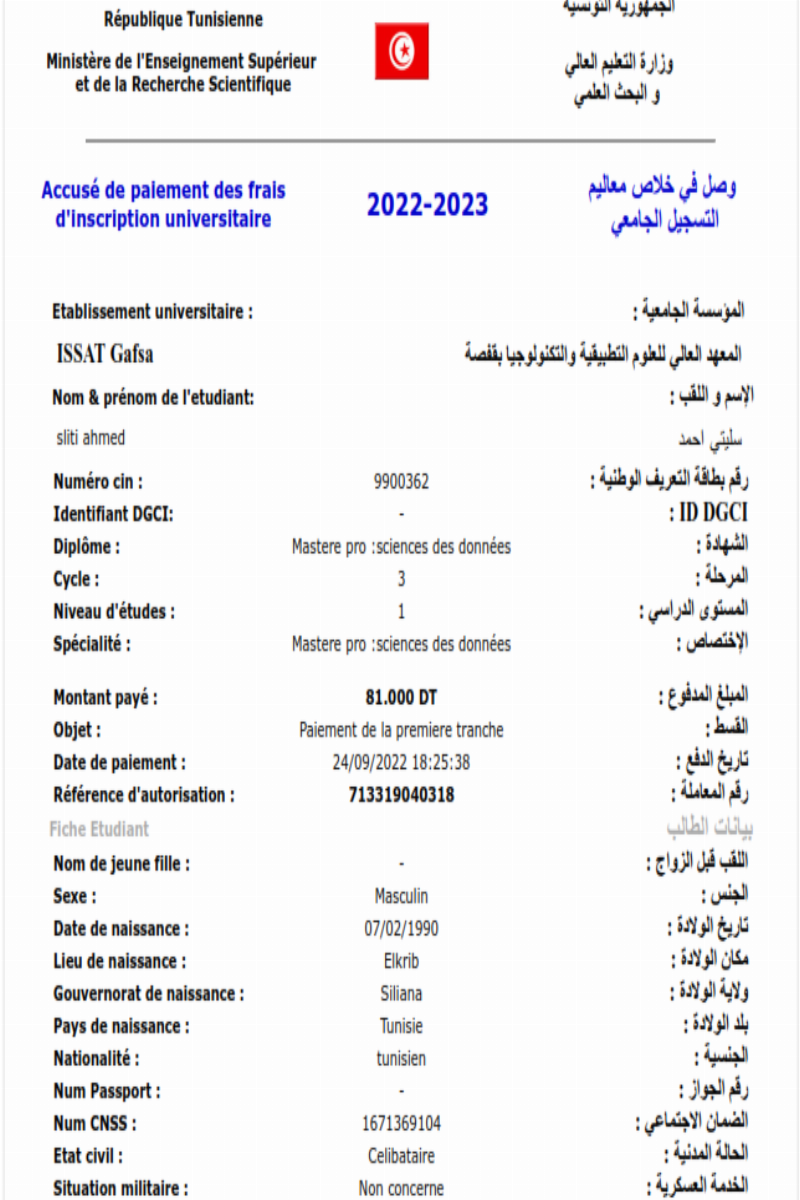 République Tunisienne
الجمهورية التونسية
Ministère de l'Enseignement Supérieur
et de la Recherche Scientifique
وزارة التعليم العالي
و البحث العلمي
Accusé de paiement des frais
d'inscription universitaire
2022-2023
وصل في خلاص معاليم
التسجيل الجامعي
Etablissement universitaire : المؤسسة الجامعية :
ISSAT Gafsa المعهد العالي للعلوم التطبيقية والتكنولوجيا بقفصة
Nom & prénom de l'etudiant: الإسم و اللقب :
sliti ahmed سليتي احمد
Numéro cin : 9900362 رقم بطاقة التعريف الوطنية :
Identifiant DGCI: - ID DGCI :
Diplôme : Mastere pro :sciences des données الشهادة :
Cycle : 3 المرحلة :
Niveau d'études : 1 المستوى الدراسي :
Spécialité : Mastere pro :sciences des données الإختصاص :
Montant payé : 81.000 DT المبلغ المدفوع :
Objet : Paiement de la premiere tranche القسط :
Date de paiement : 24/09/2022 18:25:38 تاريخ الدفع :
Référence d'autorisation : 713319040318 رقم المعاملة :
Fiche Etudiant بيانات الطالب
Nom de jeune fille : - اللقب قبل الزواج :
Sexe : Masculin الجنس :
Date de naissance : 07/02/1990 تاريخ الولادة :
Lieu de naissance : Elkrib مكان الولادة :
Gouvernorat de naissance : Siliana ولاية الولادة :
Pays de naissance : Tunisie بلد الولادة :
Nationalité : tunisien الجنسية :
Num Passport : - رقم الجواز :
Num CNSS : 1671369104 الضمان الاجتماعي :
Etat civil : Celibataire الحالة المدنية :
Situation militaire : Non concerne الخدمة العسكرية :